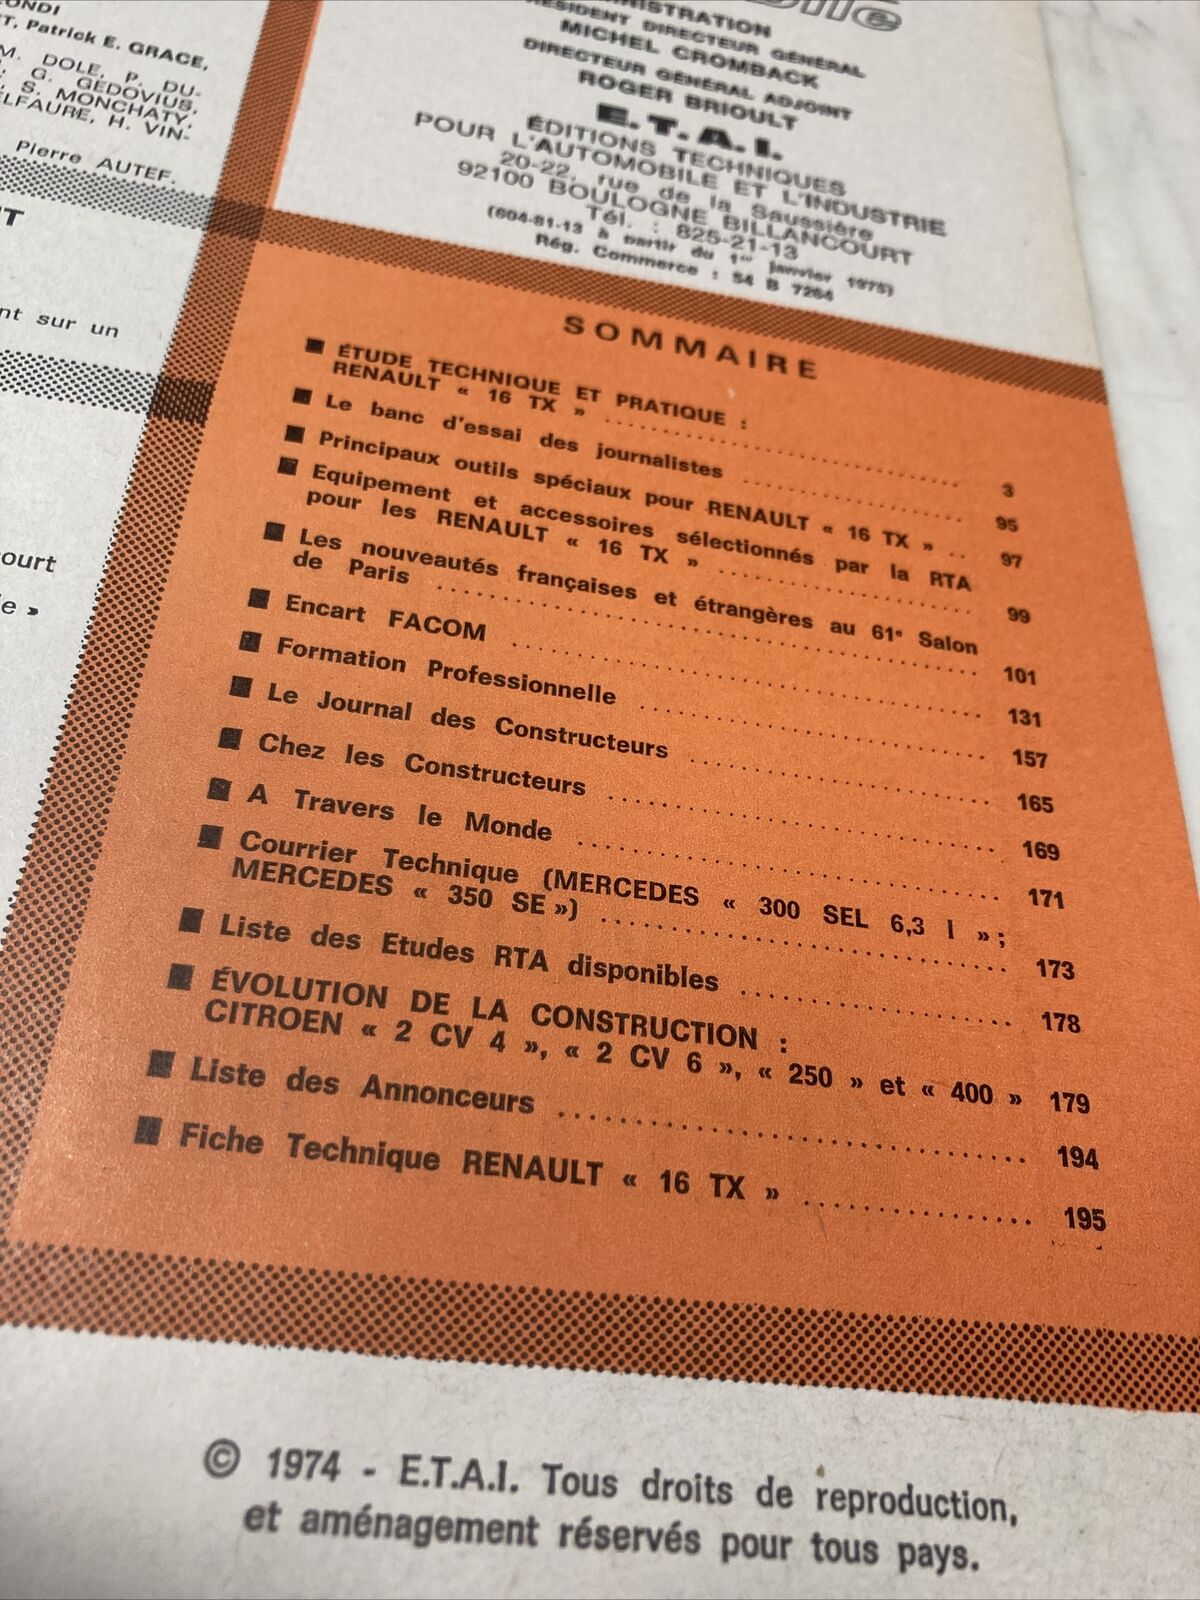 T, Patrick E. GRACE,
M. DOLE, P. DU-
G. GÉDOVIUS,
S. MONCHATY,
ELFAURE, H. VIN-
Pierre AUTEF.
nt sur un
court
PRÉSIDENT DIRECTEUR GÉNÉRAL
MICHEL CROMBACK
DIRECTEUR GÉNÉRAL ADJOINT
ROGER BRIOULT
E.T.A.I.
ÉDITIONS TECHNIQUES
POUR L'AUTOMOBILE ET L'INDUSTRIE
20-22, rue de la Saussière
92100 BOULOGNE BILLANCOURT
Tél. : 825-21-13
(604-81-13 à partir du 1er janvier 1975)
Rég. Commerce : 54 B 7264
SOMMAIRE
■ ÉTUDE TECHNIQUE ET PRATIQUE :
RENAULT « 16 TX » .......... 3
■ Le banc d'essai des journalistes .......... 95
■ Principaux outils spéciaux pour RENAULT « 16 TX » .. 97
■ Equipement et accessoires sélectionnés par la RTA
pour les RENAULT « 16 TX » .......... 99
■ Les nouveautés françaises et étrangères au 61e Salon
de Paris .......... 101
■ Encart FACOM .......... 131
■ Formation Professionnelle .......... 157
■ Le Journal des Constructeurs .......... 165
■ Chez les Constructeurs .......... 169
■ A Travers le Monde .......... 171
■ Courrier Technique (MERCEDES « 300 SEL 6,3 l » ;
MERCEDES « 350 SE ») .......... 173
■ Liste des Etudes RTA disponibles .......... 178
■ ÉVOLUTION DE LA CONSTRUCTION :
CITROEN « 2 CV 4 », « 2 CV 6 », « 250 » et « 400 » 179
■ Liste des Annonceurs .......... 194
■ Fiche Technique RENAULT « 16 TX » .......... 195
© 1974 - E.T.A.I. Tous droits de reproduction,
et aménagement réservés pour tous pays.